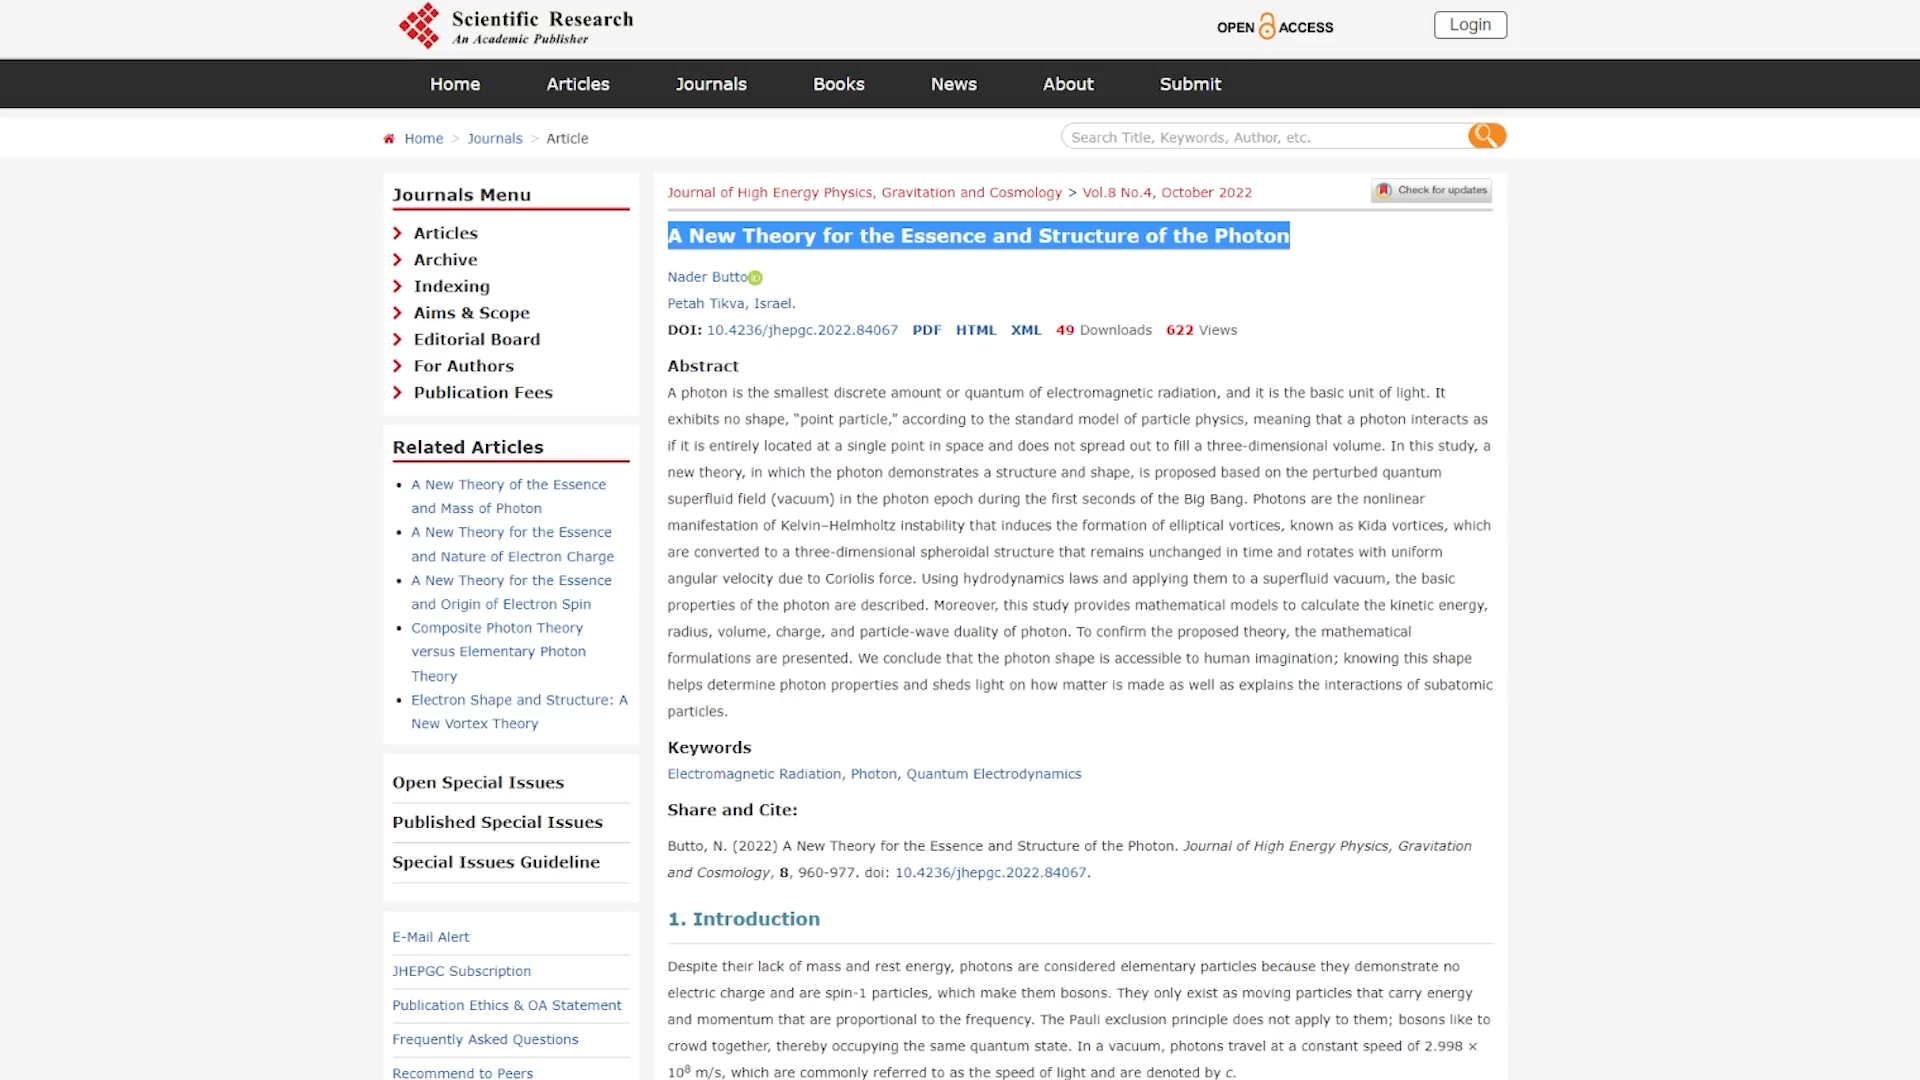 Scientific Research
An Academic Publisher
OPEN ACCESS
Login
Home
Articles
Journals
Books
News
About
Submit
Home > Journals > Article
Search Title, Keywords, Author, etc.
Journals Menu
Articles
Archive
Indexing
Aims & Scope
Editorial Board
For Authors
Publication Fees
Related Articles
A New Theory of the Essence
and Mass of Photon
A New Theory for the Essence
and Nature of Electron Charge
A New Theory for the Essence
and Origin of Electron Spin
Composite Photon Theory
versus Elementary Photon
Theory
Electron Shape and Structure: A
New Vortex Theory
Open Special Issues
Published Special Issues
Special Issues Guideline
E-Mail Alert
JHEPGC Subscription
Publication Ethics & OA Statement
Frequently Asked Questions
Recommend to Peers
Journal of High Energy Physics, Gravitation and Cosmology > Vol.8 No.4, October 2022
Check for updates
A New Theory for the Essence and Structure of the Photon
Nader Butto iD
Petah Tikva, Israel.
DOI: 10.4236/jhepgc.2022.84067 PDF HTML XML 49 Downloads 622 Views
Abstract
A photon is the smallest discrete amount or quantum of electromagnetic radiation, and it is the basic unit of light. It
exhibits no shape, “point particle,” according to the standard model of particle physics, meaning that a photon interacts as
if it is entirely located at a single point in space and does not spread out to fill a three-dimensional volume. In this study, a
new theory, in which the photon demonstrates a structure and shape, is proposed based on the perturbed quantum
superfluid field (vacuum) in the photon epoch during the first seconds of the Big Bang. Photons are the nonlinear
manifestation of Kelvin–Helmholtz instability that induces the formation of elliptical vortices, known as Kida vortices, which
are converted to a three-dimensional spheroidal structure that remains unchanged in time and rotates with uniform
angular velocity due to Coriolis force. Using hydrodynamics laws and applying them to a superfluid vacuum, the basic
properties of the photon are described. Moreover, this study provides mathematical models to calculate the kinetic energy,
radius, volume, charge, and particle-wave duality of photon. To confirm the proposed theory, the mathematical
formulations are presented. We conclude that the photon shape is accessible to human imagination; knowing this shape
helps determine photon properties and sheds light on how matter is made as well as explains the interactions of subatomic
particles.
Keywords
Electromagnetic Radiation, Photon, Quantum Electrodynamics
Share and Cite:
Butto, N. (2022) A New Theory for the Essence and Structure of the Photon. Journal of High Energy Physics, Gravitation
and Cosmology, 8, 960-977. doi: 10.4236/jhepgc.2022.84067.
1. Introduction
Despite their lack of mass and rest energy, photons are considered elementary particles because they demonstrate no
electric charge and are spin-1 particles, which make them bosons. They only exist as moving particles that carry energy
and momentum that are proportional to the frequency. The Pauli exclusion principle does not apply to them; bosons like to
crowd together, thereby occupying the same quantum state. In a vacuum, photons travel at a constant speed of 2.998 ×
10⁸ m/s, which are commonly referred to as the speed of light and are denoted by c.